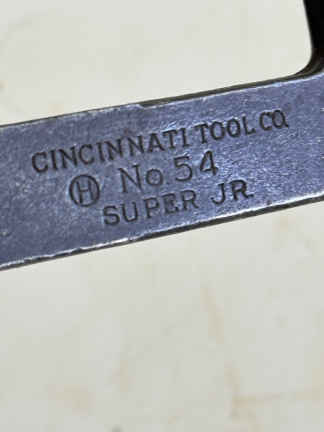 CINCINNATI TOOL CO.
Ⓗ No. 54
SUPER JR.